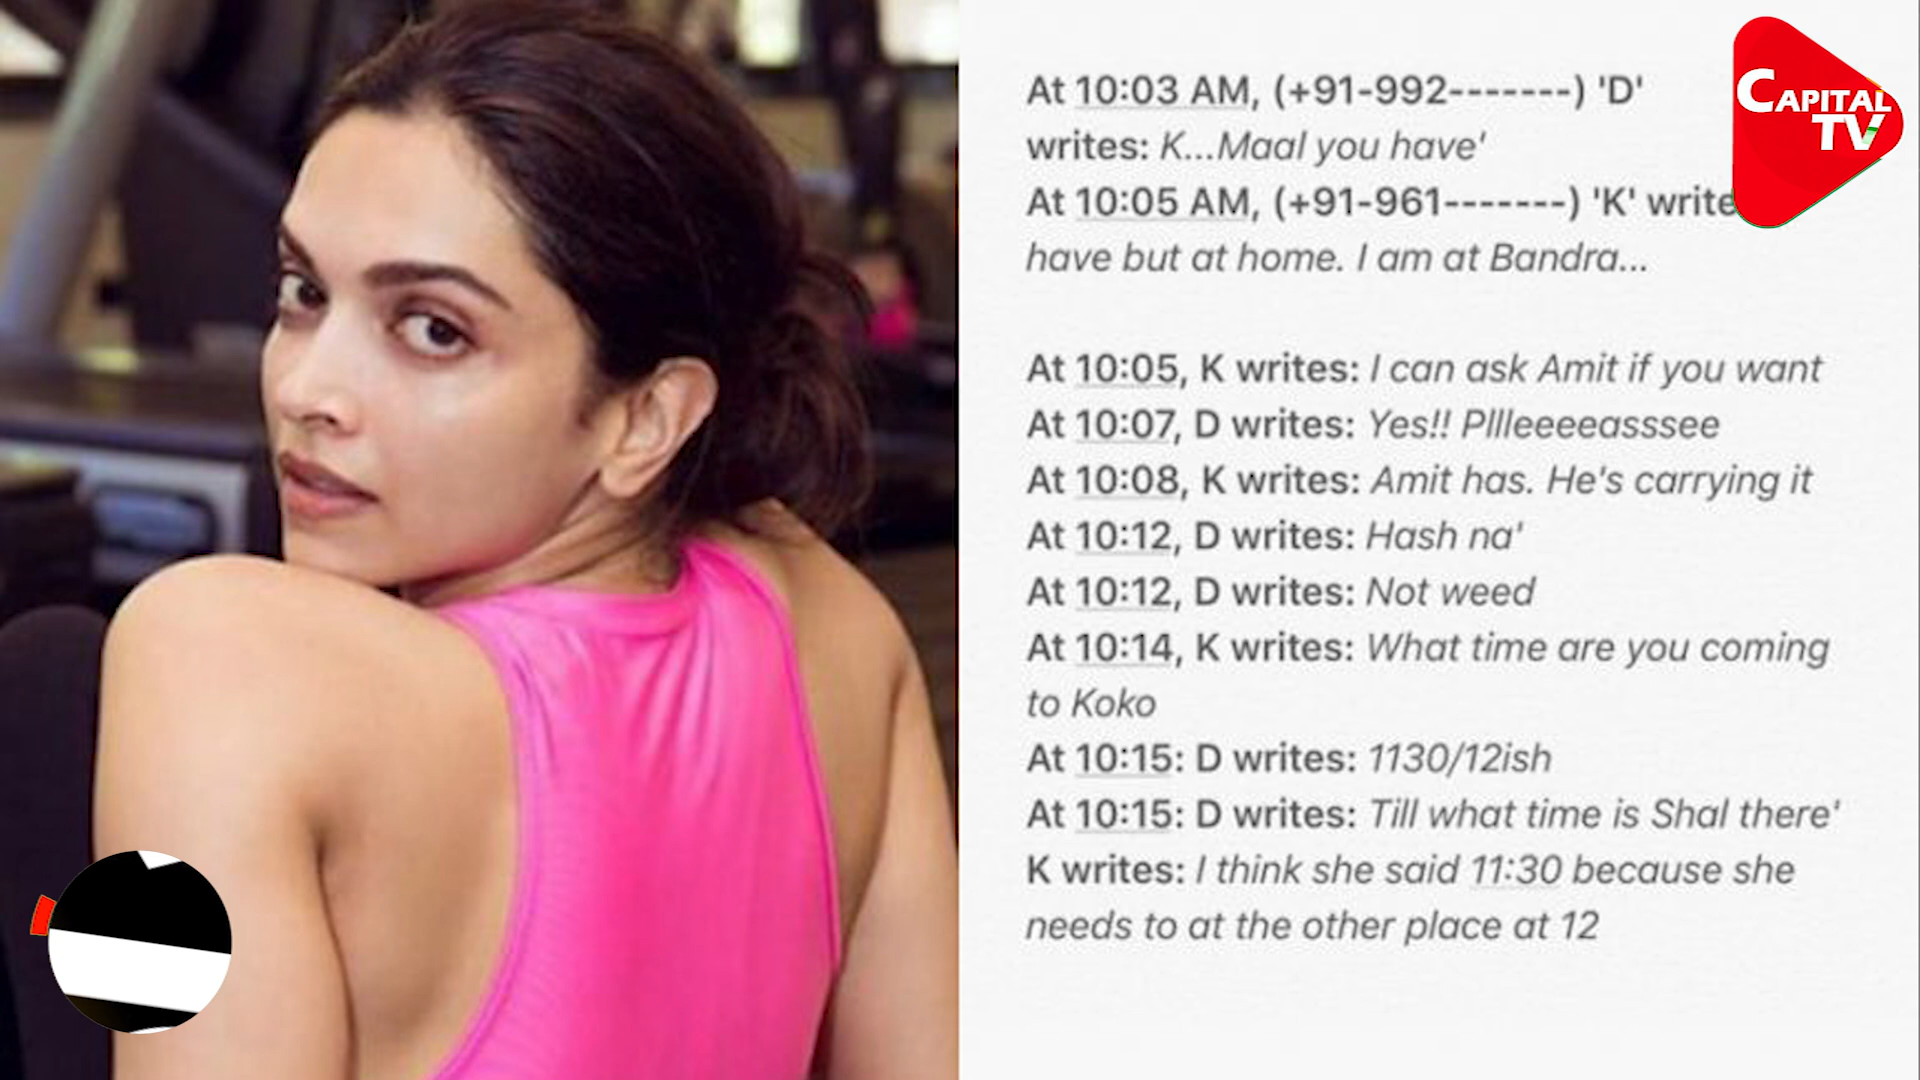 At 10:03 AM, (+91-992-------) 'D'
writes: K...Maal you have'
At 10:05 AM, (+91-961-------) 'K' write
have but at home. I am at Bandra...
At 10:05, K writes: I can ask Amit if you want
At 10:07, D writes: Yes!! Pllleeeeasssee
At 10:08, K writes: Amit has. He's carrying it
At 10:12, D writes: Hash na'
At 10:12, D writes: Not weed
At 10:14, K writes: What time are you coming
to Koko
At 10:15: D writes: 1130/12ish
At 10:15: D writes: Till what time is Shal there'
K writes: I think she said 11:30 because she
needs to at the other place at 12
CAPITAL
TV